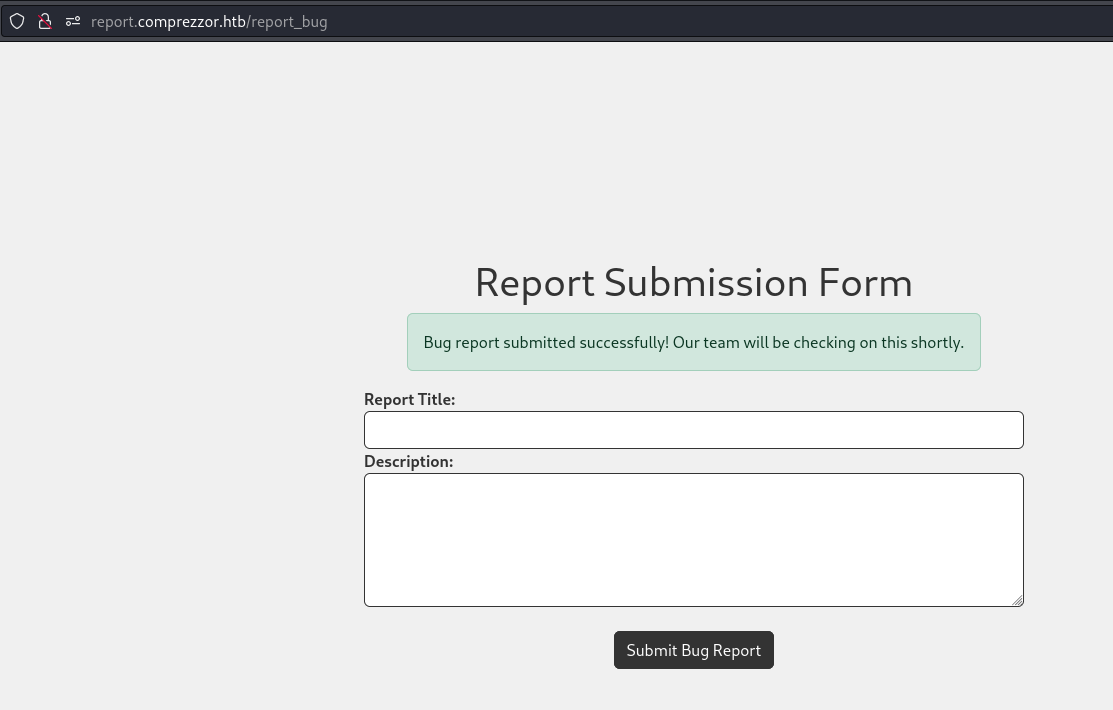 report.comprezzor.htb/report_bug
Report Submission Form
Bug report submitted successfully! Our team will be checking on this shortly.
Report Title:
Description:
Submit Bug Report